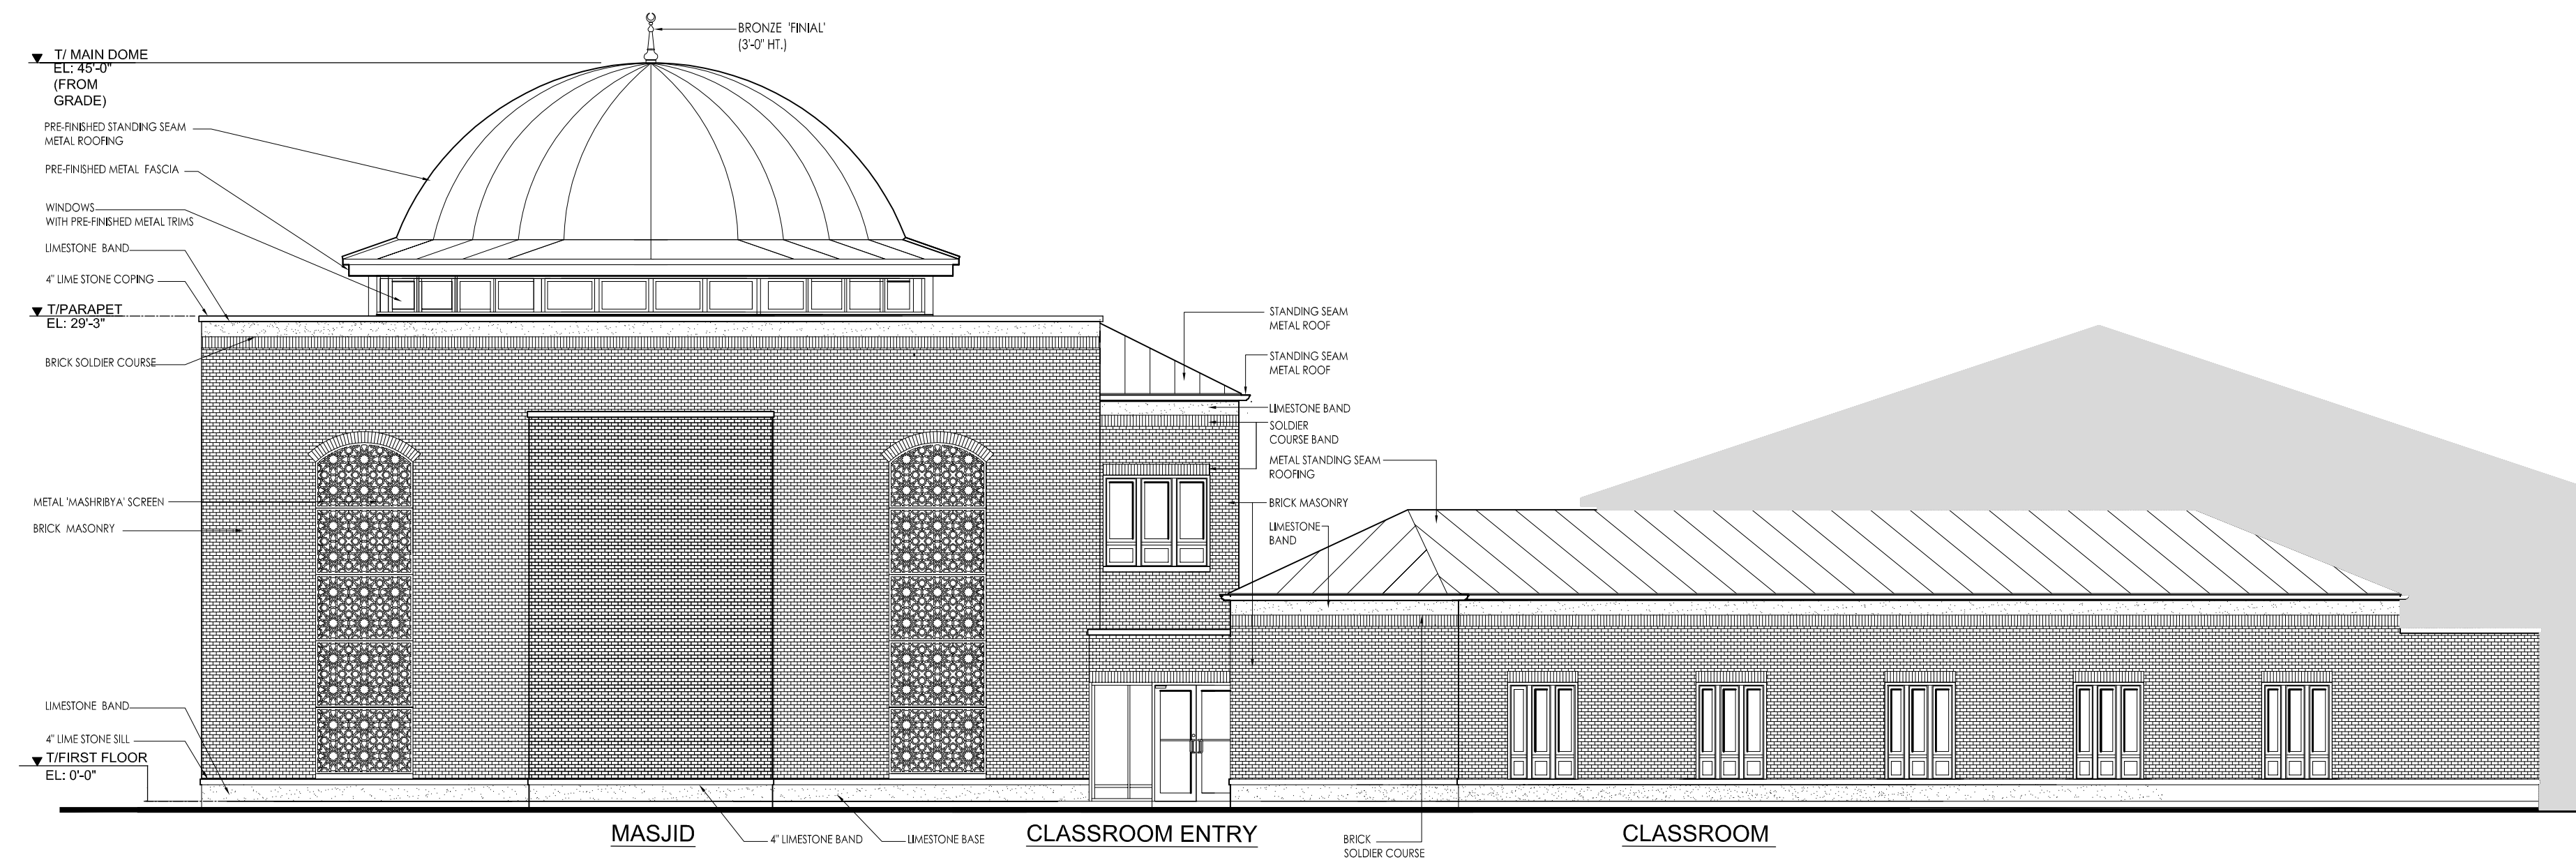 BRONZE 'FINIAL'
(3'-0" HT.)
T/ MAIN DOME
EL: 45'-0"
(FROM
GRADE)
PRE-FINISHED STANDING SEAM
METAL ROOFING
PRE-FINISHED METAL FASCIA
WINDOWS
WITH PRE-FINISHED METAL TRIMS
LIMESTONE BAND
4" LIME STONE COPING
T/PARAPET
EL: 29'-3"
BRICK SOLDIER COURSE
METAL 'MASHRIBYA' SCREEN
BRICK MASONRY
LIMESTONE BAND
4" LIME STONE SILL
T/FIRST FLOOR
EL: 0'-0"
STANDING SEAM
METAL ROOF
STANDING SEAM
METAL ROOF
LIMESTONE BAND
SOLDIER
COURSE BAND
METAL STANDING SEAM
ROOFING
BRICK MASONRY
LIMESTONE
BAND
MASJID
4" LIMESTONE BAND
LIMESTONE BASE
CLASSROOM ENTRY
BRICK
SOLDIER COURSE
CLASSROOM